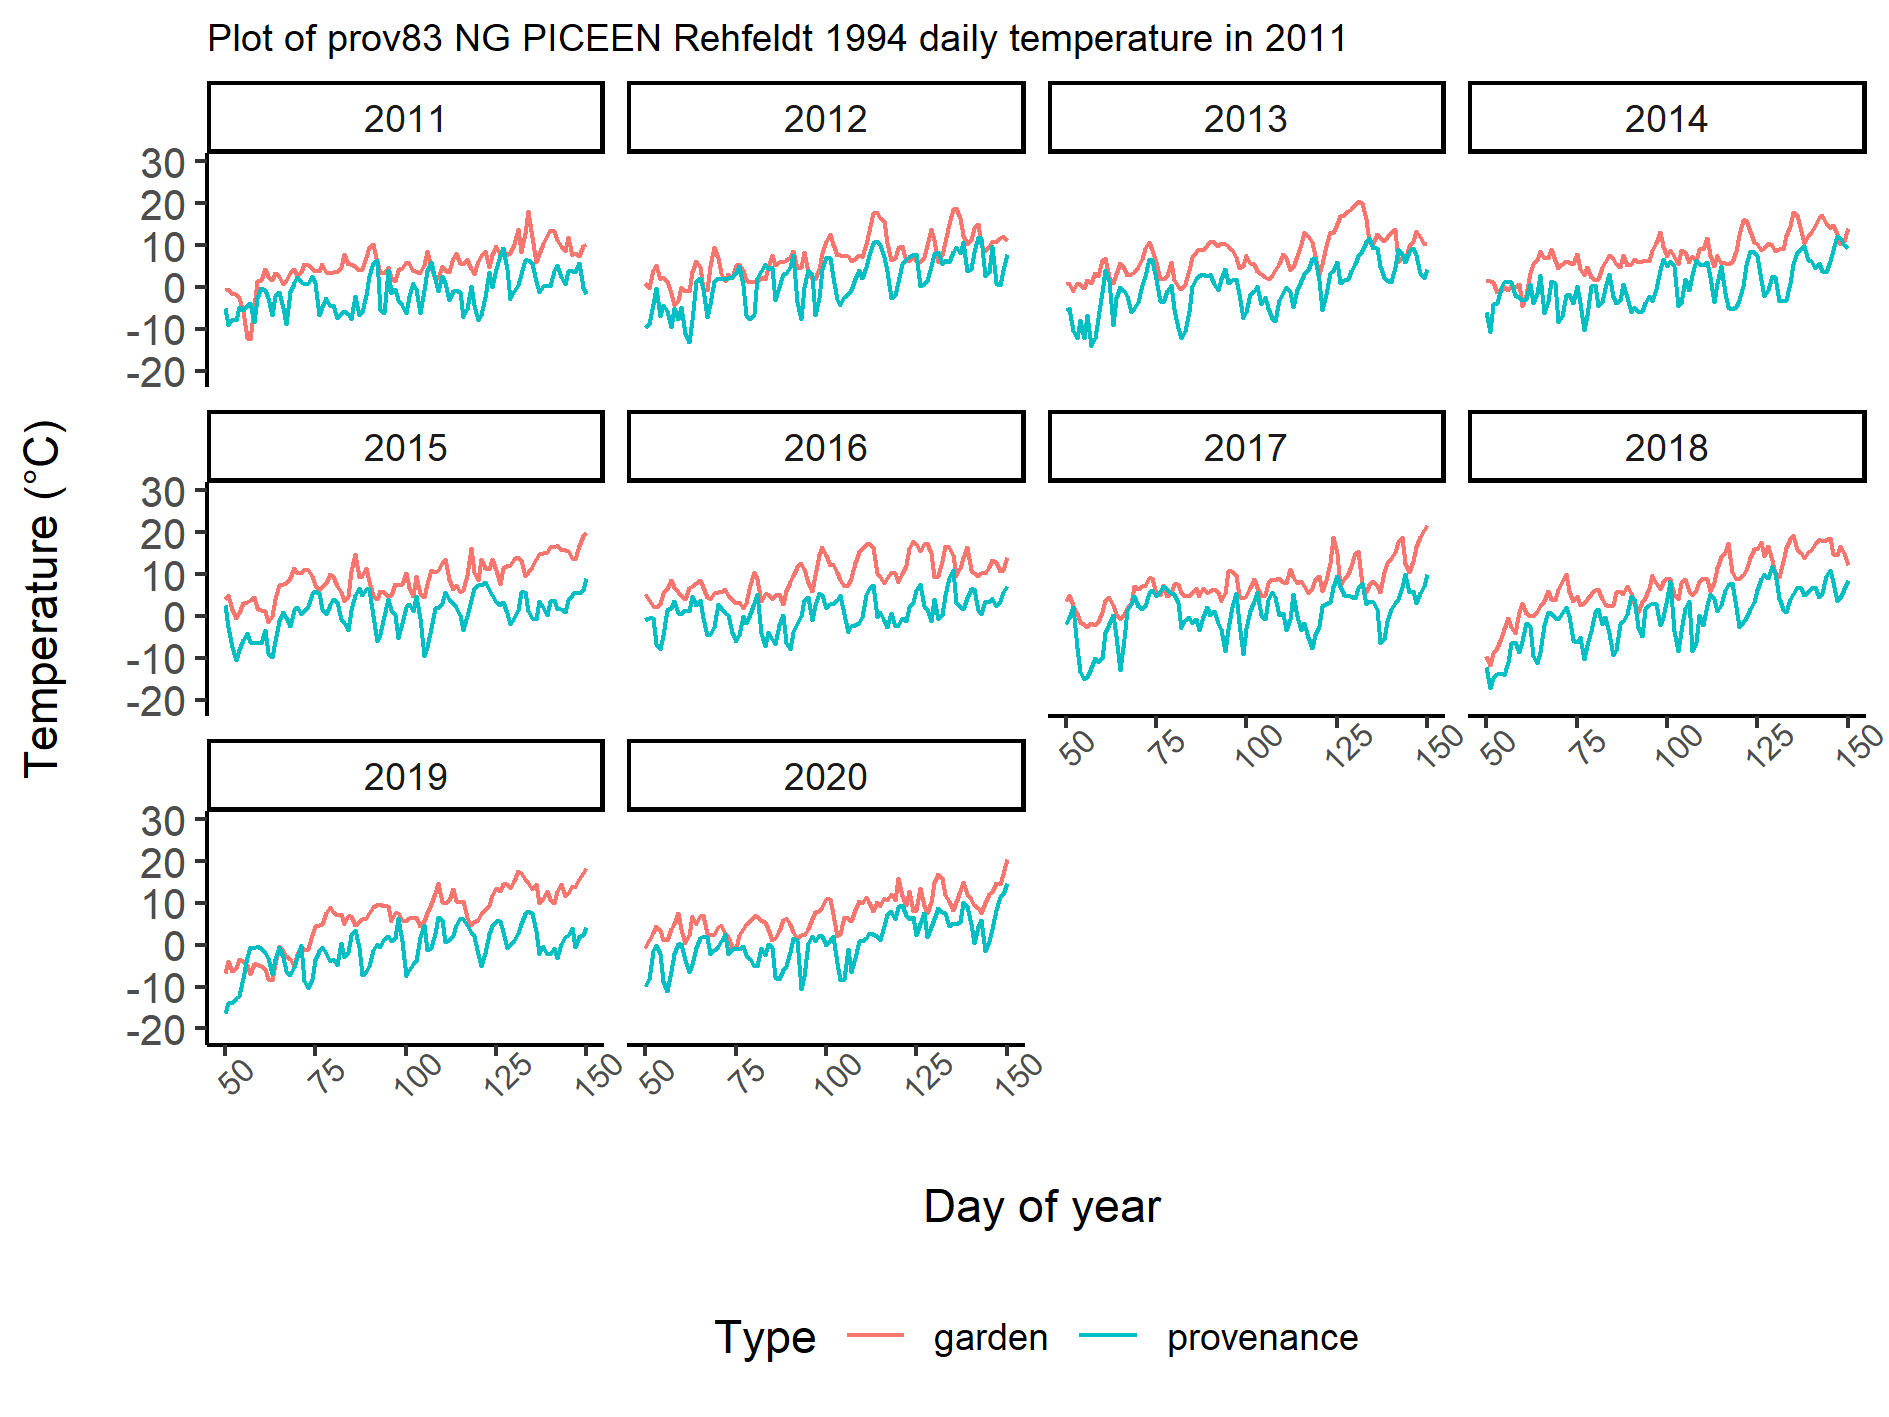 Plot of prov83 NG PICEEN Rehfeldt 1994 daily temperature in 2011
2011 2012 2013 2014
30
20
10
0
-10
-20
2015 2016 2017 2018
30
20
10
0
-10
-20
50 75 100 125 150 50 75 100 125 150
2019 2020
30
20
10
0
-10
-20
50 75 100 125 150 50 75 100 125 150
Temperature (°C)
Day of year
Type garden provenance